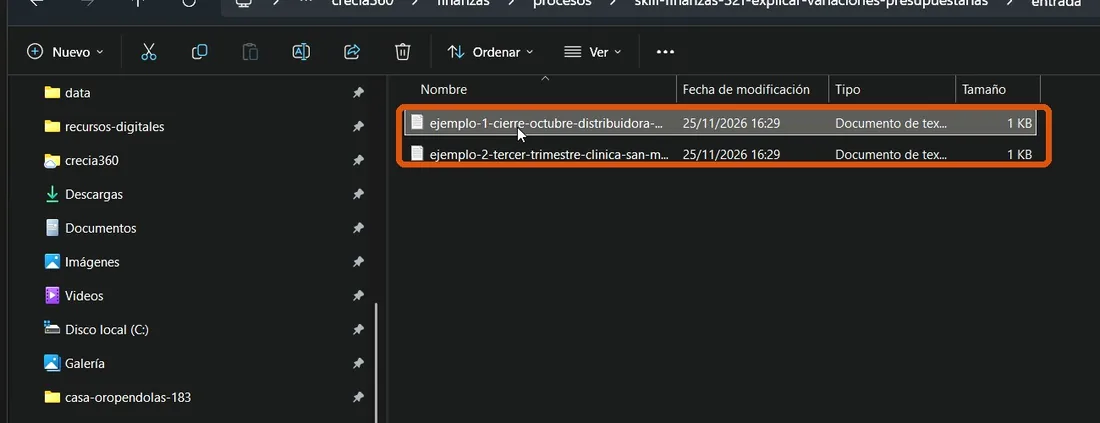 crecia360 > finanzas > procesos > skill-finanzas-321-explicar-variaciones-presupuestarias > entrada
Nuevo Ordenar Ver
Nombre Fecha de modificación Tipo Tamaño
data
recursos-digitales
crecia360
Descargas
Documentos
Imágenes
Videos
Disco local (C:)
Galería
casa-oropendolas-183
ejemplo-1-cierre-octubre-distribuidora-... 25/11/2026 16:29 Documento de tex... 1 KB
ejemplo-2-tercer-trimestre-clinica-san-m... 25/11/2026 16:29 Documento de tex... 1 KB